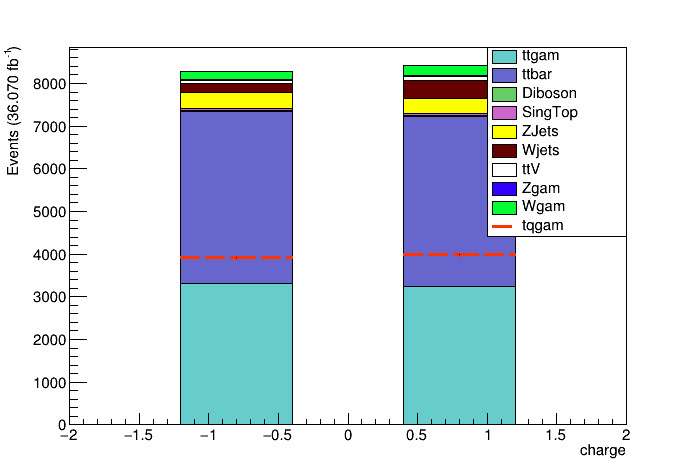 Events (36.070 fb⁻¹)
8000
7000
6000
5000
4000
3000
2000
1000
0
ttgam
ttbar
Diboson
SingTop
ZJets
Wjets
ttV
Zgam
Wgam
tqgam
−2 −1.5 −1 −0.5 0 0.5 1 1.5 2
charge